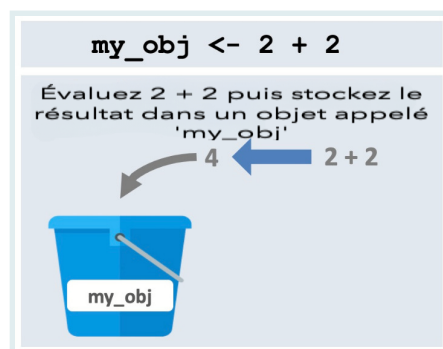 my_obj <- 2 + 2
Évaluez 2 + 2 puis stockez le
résultat dans un objet appelé
'my_obj'
4 2 + 2
my_obj